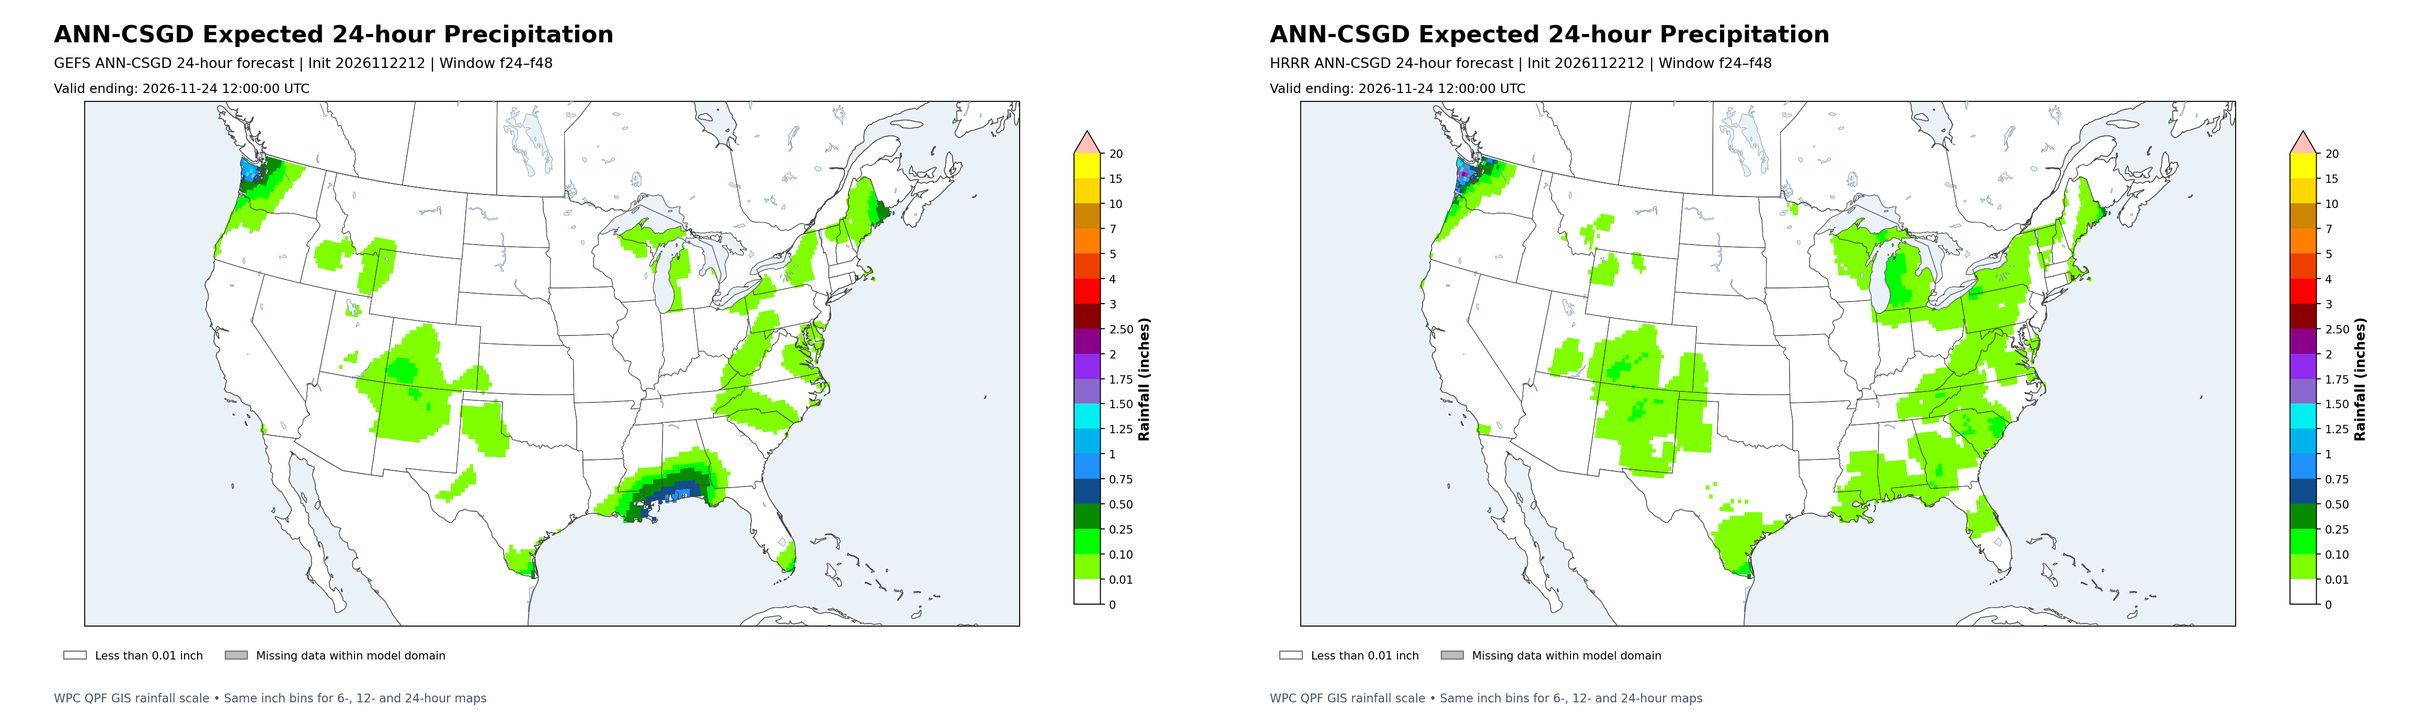 ANN-CSGD Expected 24-hour Precipitation
GEFS ANN-CSGD 24-hour forecast | Init 2026112212 | Window f24–f48
Valid ending: 2026-11-24 12:00:00 UTC
20
15
10
7
5
4
3
2.50
2
1.75
1.50
1.25
1
0.75
0.50
0.25
0.10
0.01
0
Rainfall (inches)
Less than 0.01 inch
Missing data within model domain
WPC QPF GIS rainfall scale • Same inch bins for 6-, 12- and 24-hour maps
ANN-CSGD Expected 24-hour Precipitation
HRRR ANN-CSGD 24-hour forecast | Init 2026112212 | Window f24–f48
Valid ending: 2026-11-24 12:00:00 UTC
20
15
10
7
5
4
3
2.50
2
1.75
1.50
1.25
1
0.75
0.50
0.25
0.10
0.01
0
Rainfall (inches)
Less than 0.01 inch
Missing data within model domain
WPC QPF GIS rainfall scale • Same inch bins for 6-, 12- and 24-hour maps